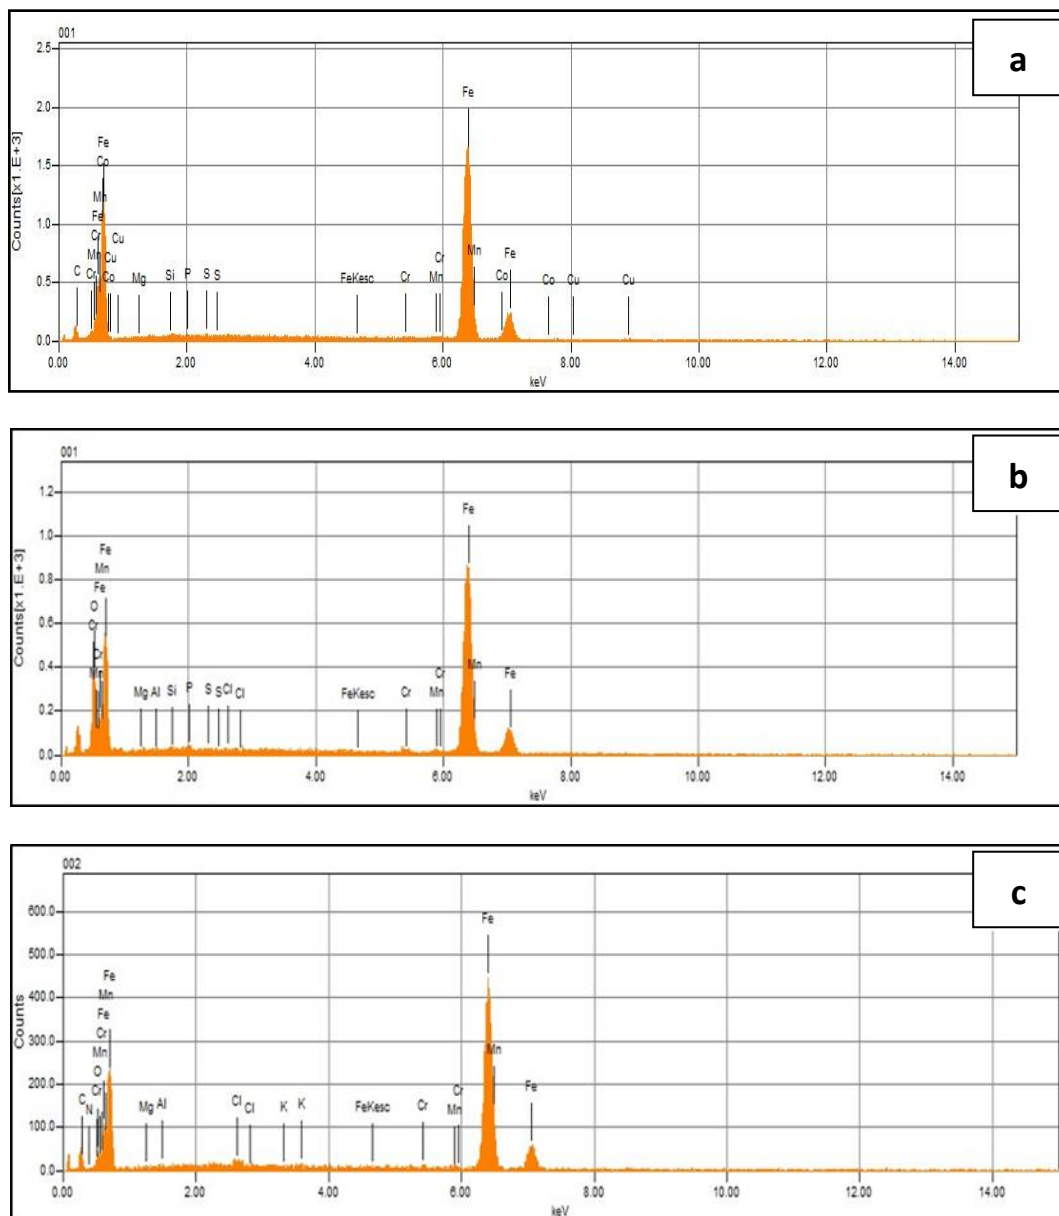 001
a
2.5
2.0
1.5
1.0
0.5
0.0
Counts[x1.E+3]
Fe
Co
Mn
Fe
Cr
Mn
Cr
C
Cu
Cu
Co
Mg
Si
P
S
S
FeKesc
Cr
Cr
Mn
Fe
Mn
Co
Fe
Co
Cu
Cu
0.00 2.00 4.00 6.00 8.00 10.00 12.00 14.00
keV
001
b
1.2
1.0
0.8
0.6
0.4
0.2
0.0
Counts[x1.E+3]
Fe
Mn
Fe
O
Cr
Cr
Mn
Mg Al Si P S S Cl Cl
FeKesc
Cr
Cr
Mn
Fe
Mn
Fe
0.00 2.00 4.00 6.00 8.00 10.00 12.00 14.00
keV
002
c
600.0
500.0
400.0
300.0
200.0
100.0
0.0
Counts
Fe
Mn
Fe
Cr
Mn
O
Cr
C
N
Mg Al
Cl Cl
K K
FeKesc
Cr
Cr
Mn
Fe
Mn
Fe
0.00 2.00 4.00 6.00 8.00 10.00 12.00 14.00
keV